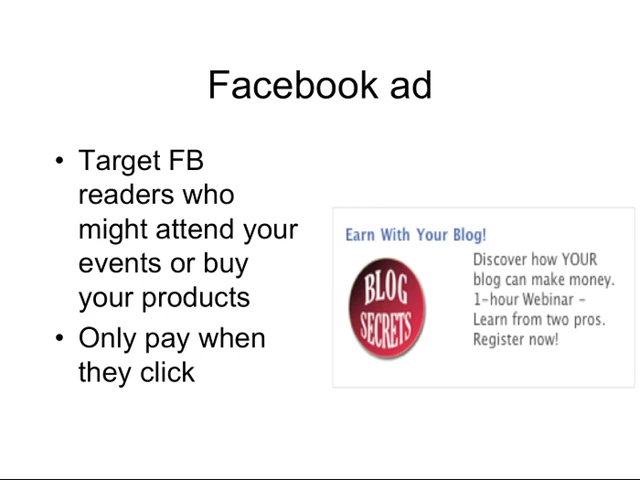 Facebook ad
• Target FB
readers who
might attend your
events or buy
your products
• Only pay when
they click
Earn With Your Blog!
BLOG
SECRETS
Discover how YOUR
blog can make money.
1-hour Webinar -
Learn from two pros.
Register now!